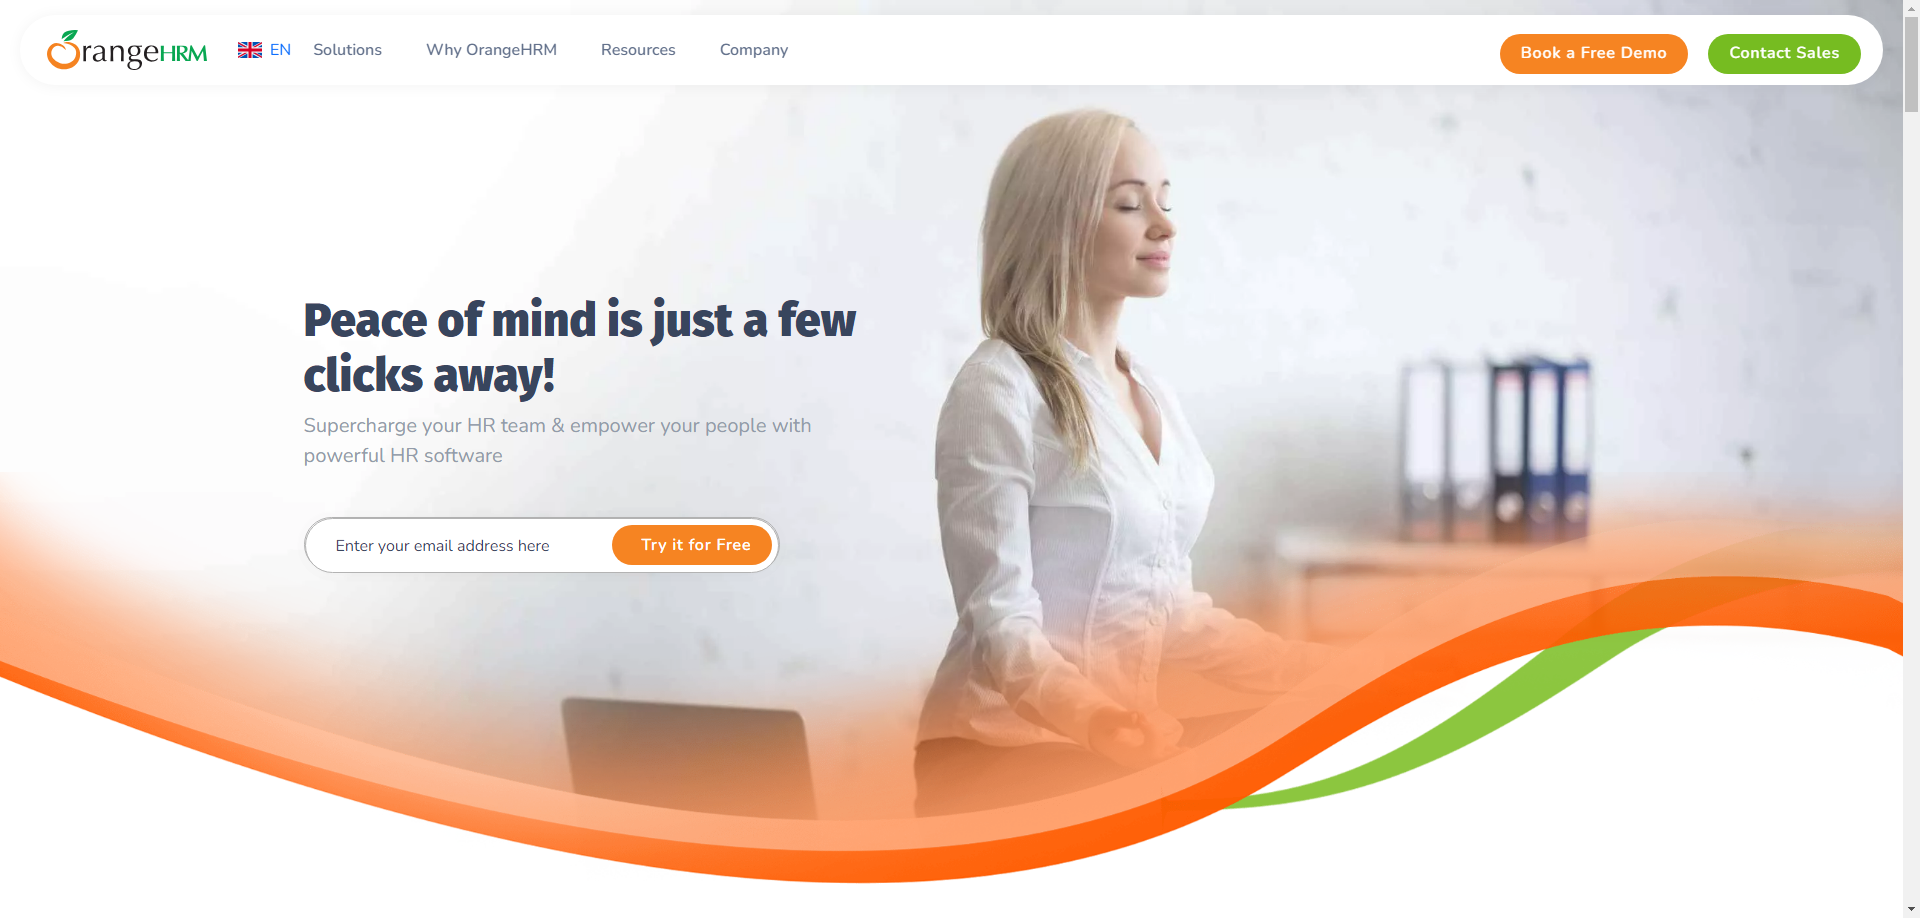 OrangeHRM
EN
Solutions
Why OrangeHRM
Resources
Company
Book a Free Demo
Contact Sales
Peace of mind is just a few
clicks away!
Supercharge your HR team & empower your people with
powerful HR software
Enter your email address here
Try it for Free